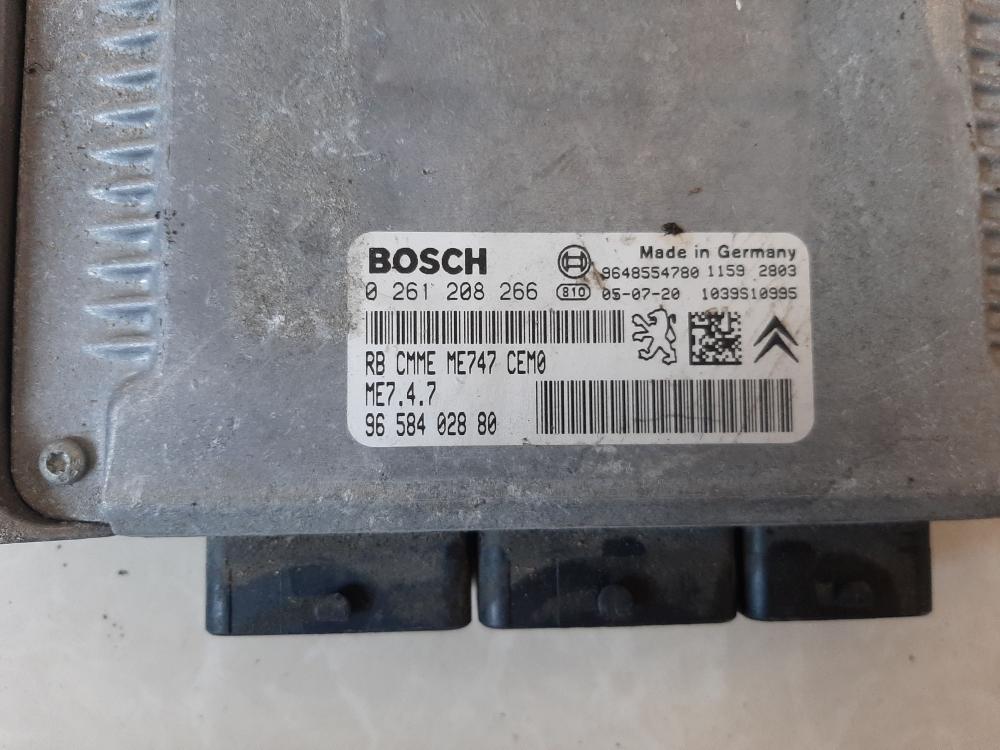 BOSCH Made in Germany
9648554780 1159 2803
0 261 208 266 810 05-07-20 1039S10995
RB CMME ME747 CEM0
ME7.4.7
96 584 028 80